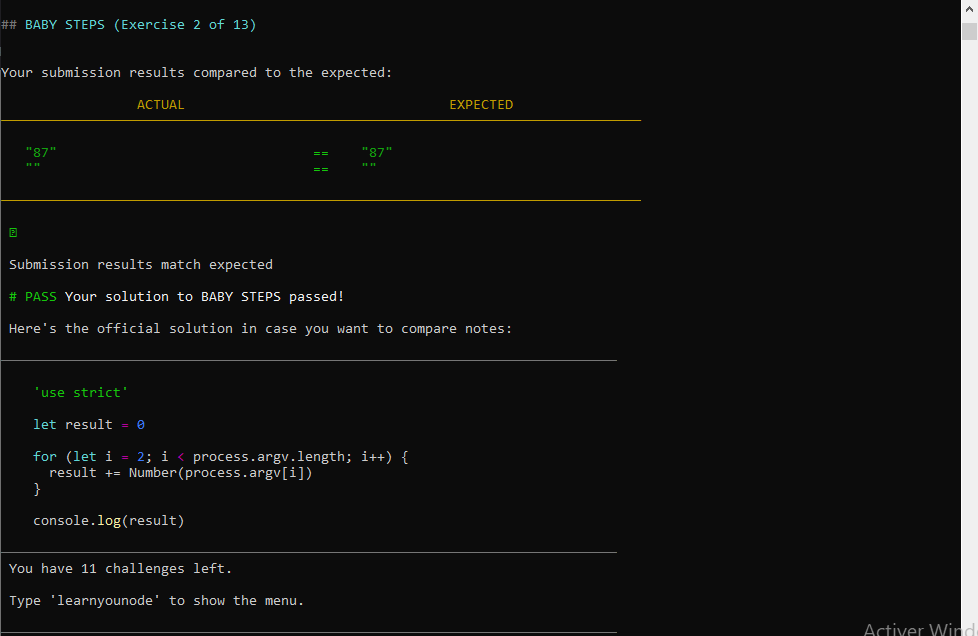 ## BABY STEPS (Exercise 2 of 13)
Your submission results compared to the expected:
ACTUAL EXPECTED
"87" == "87"
"" == ""
Submission results match expected
# PASS Your solution to BABY STEPS passed!
Here's the official solution in case you want to compare notes:
'use strict'
let result = 0
for (let i = 2; i < process.argv.length; i++) {
  result += Number(process.argv[i])
}
console.log(result)
You have 11 challenges left.
Type 'learnyounode' to show the menu.
Activer Wind